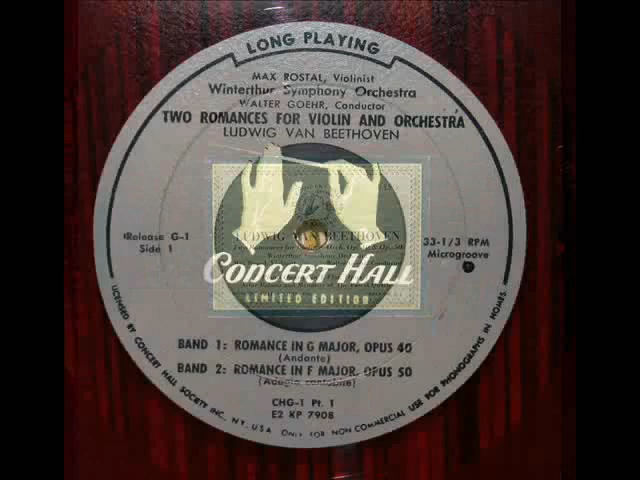 LONG PLAYING
MAX ROSTAL, Violinist
Winterthur Symphony Orchestra
WALTER GOEHR, Conductor
TWO ROMANCES FOR VIOLIN AND ORCHESTRA
LUDWIG VAN BEETHOVEN
Release G-1
Side 1
33-1/3 RPM
Microgroove
LUDWIG VAN BEETHOVEN
CONCERT HALL
LIMITED EDITION
BAND 1: ROMANCE IN G MAJOR, OPUS 40
(Andante)
BAND 2: ROMANCE IN F MAJOR, OPUS 50
(Adagio cantabile)
CHG-1 Pt. 1
E2 KP 7908
LICENSED BY CONCERT HALL SOCIETY INC., N.Y. U.S.A. ONLY FOR NON COMMERCIAL USE FOR PHONOGRAPHS IN HOMES.